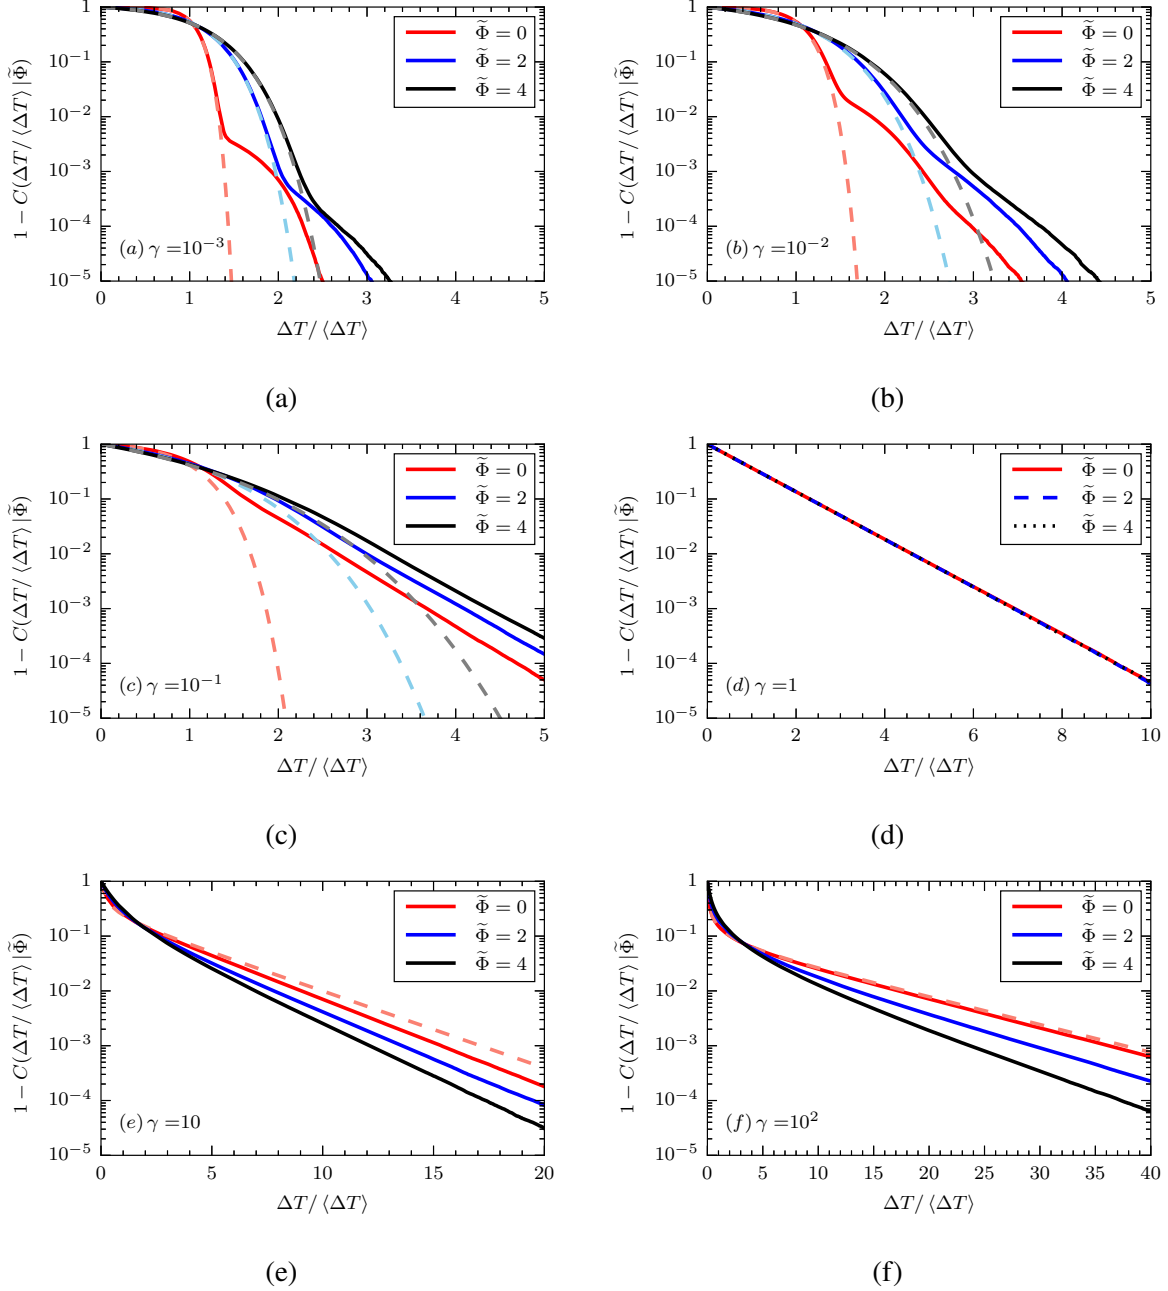 1 − C(ΔT/⟨ΔT⟩|Φ̃)
1
10⁻¹
10⁻²
10⁻³
10⁻⁴
10⁻⁵
Φ̃ = 0
Φ̃ = 2
Φ̃ = 4
(a) γ = 10⁻³
0 1 2 3 4 5
ΔT/⟨ΔT⟩
(a)
1 − C(ΔT/⟨ΔT⟩|Φ̃)
1
10⁻¹
10⁻²
10⁻³
10⁻⁴
10⁻⁵
Φ̃ = 0
Φ̃ = 2
Φ̃ = 4
(b) γ = 10⁻²
0 1 2 3 4 5
ΔT/⟨ΔT⟩
(b)
1 − C(ΔT/⟨ΔT⟩|Φ̃)
1
10⁻¹
10⁻²
10⁻³
10⁻⁴
10⁻⁵
Φ̃ = 0
Φ̃ = 2
Φ̃ = 4
(c) γ = 10⁻¹
0 1 2 3 4 5
ΔT/⟨ΔT⟩
(c)
1 − C(ΔT/⟨ΔT⟩|Φ̃)
1
10⁻¹
10⁻²
10⁻³
10⁻⁴
10⁻⁵
Φ̃ = 0
Φ̃ = 2
Φ̃ = 4
(d) γ = 1
0 2 4 6 8 10
ΔT/⟨ΔT⟩
(d)
1 − C(ΔT/⟨ΔT⟩|Φ̃)
1
10⁻¹
10⁻²
10⁻³
10⁻⁴
10⁻⁵
Φ̃ = 0
Φ̃ = 2
Φ̃ = 4
(e) γ = 10
0 5 10 15 20
ΔT/⟨ΔT⟩
(e)
1 − C(ΔT/⟨ΔT⟩|Φ̃)
1
10⁻¹
10⁻²
10⁻³
10⁻⁴
10⁻⁵
Φ̃ = 0
Φ̃ = 2
Φ̃ = 4
(f) γ = 10²
0 5 10 15 20 25 30 35 40
ΔT/⟨ΔT⟩
(f)